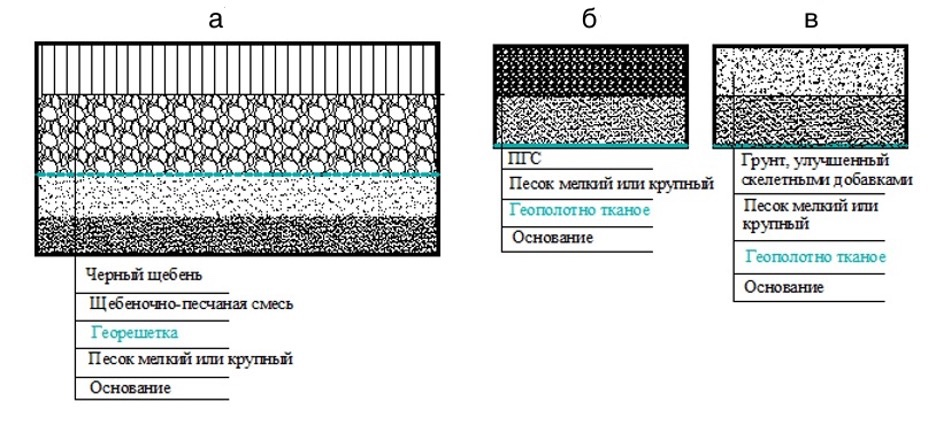 а
Черный щебень
Щебеночно-песчаная смесь
Георешетка
Песок мелкий или крупный
Основание
б
ПГС
Песок мелкий или крупный
Геополотно тканое
Основание
в
Грунт, улучшенный
скелетными добавками
Песок мелкий или
крупный
Геополотно тканое
Основание